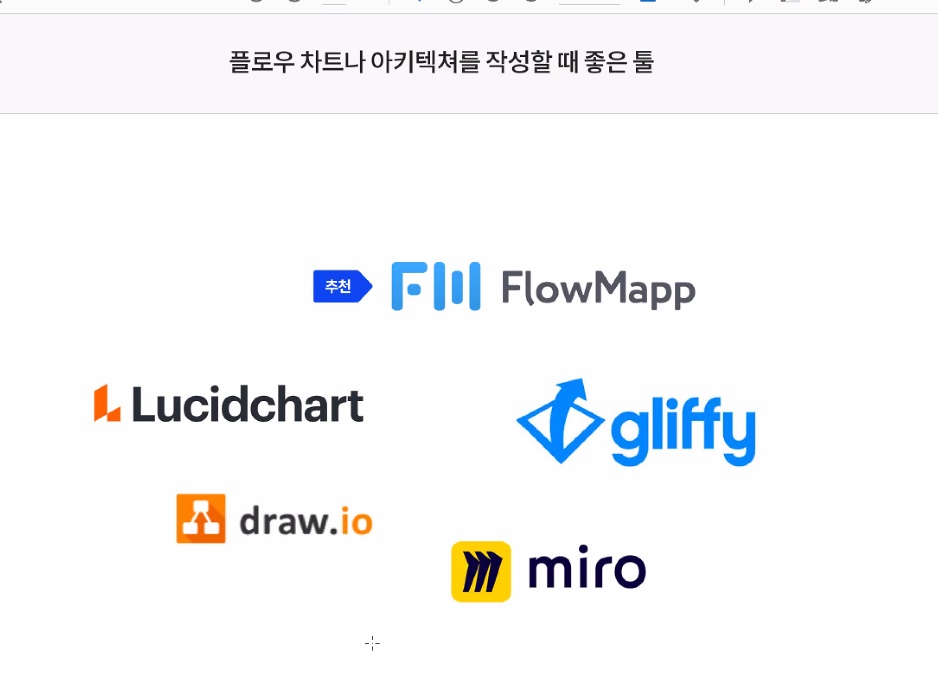 플로우 차트나 아키텍쳐를 작성할 때 좋은 툴
추천 FlowMapp
Lucidchart
gliffy
draw.io
miro